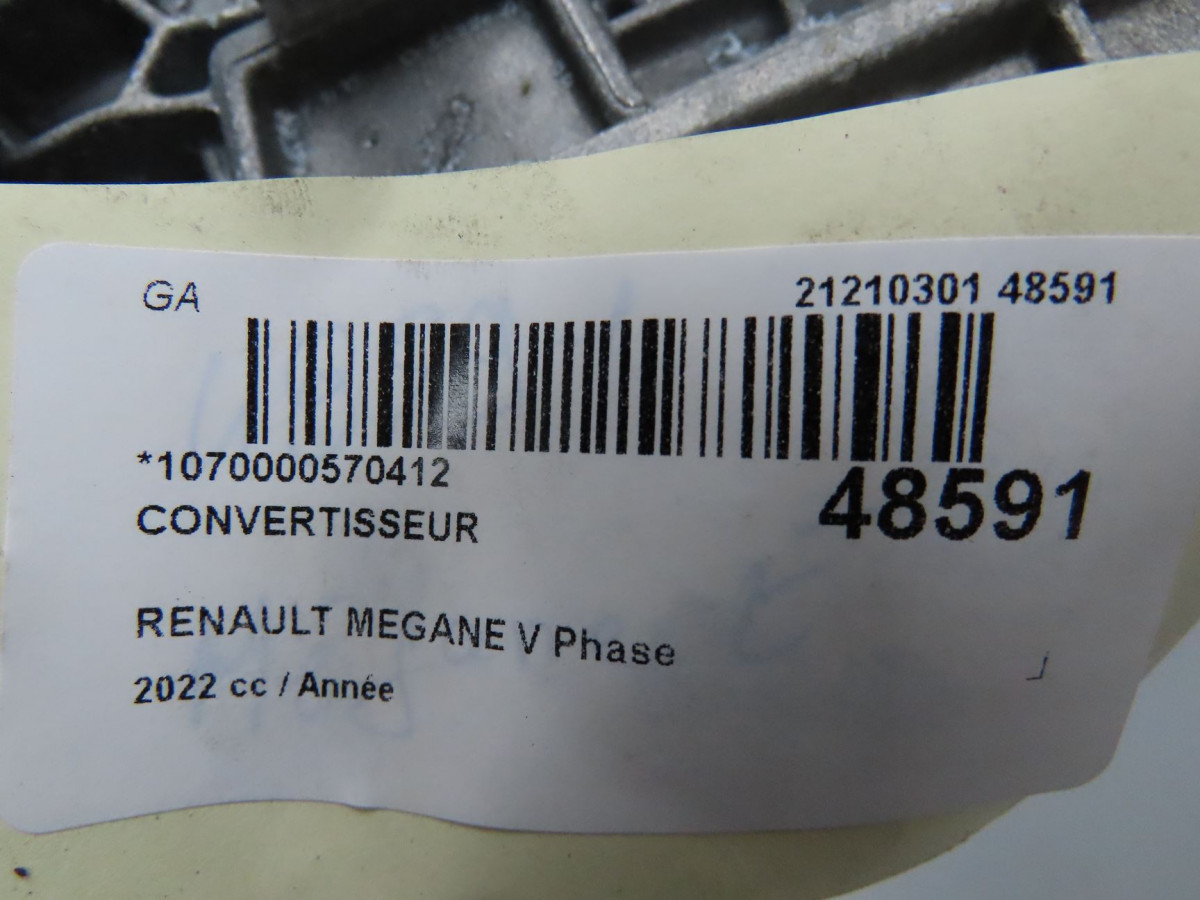 GA 21210301 48591
*1070000570412
48591
CONVERTISSEUR
RENAULT MEGANE V Phase
2022 cc / Année